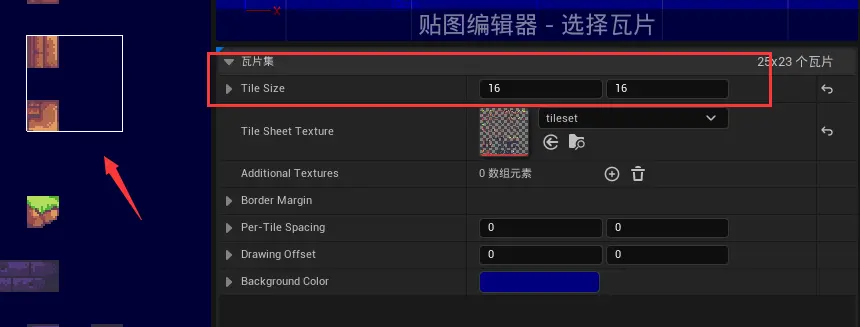 X
贴图编辑器 - 选择瓦片
瓦片集 25x23 个瓦片
Tile Size 16 16
Tile Sheet Texture tileset
Additional Textures 0 数组元素
Border Margin
Per-Tile Spacing 0 0
Drawing Offset 0 0
Background Color